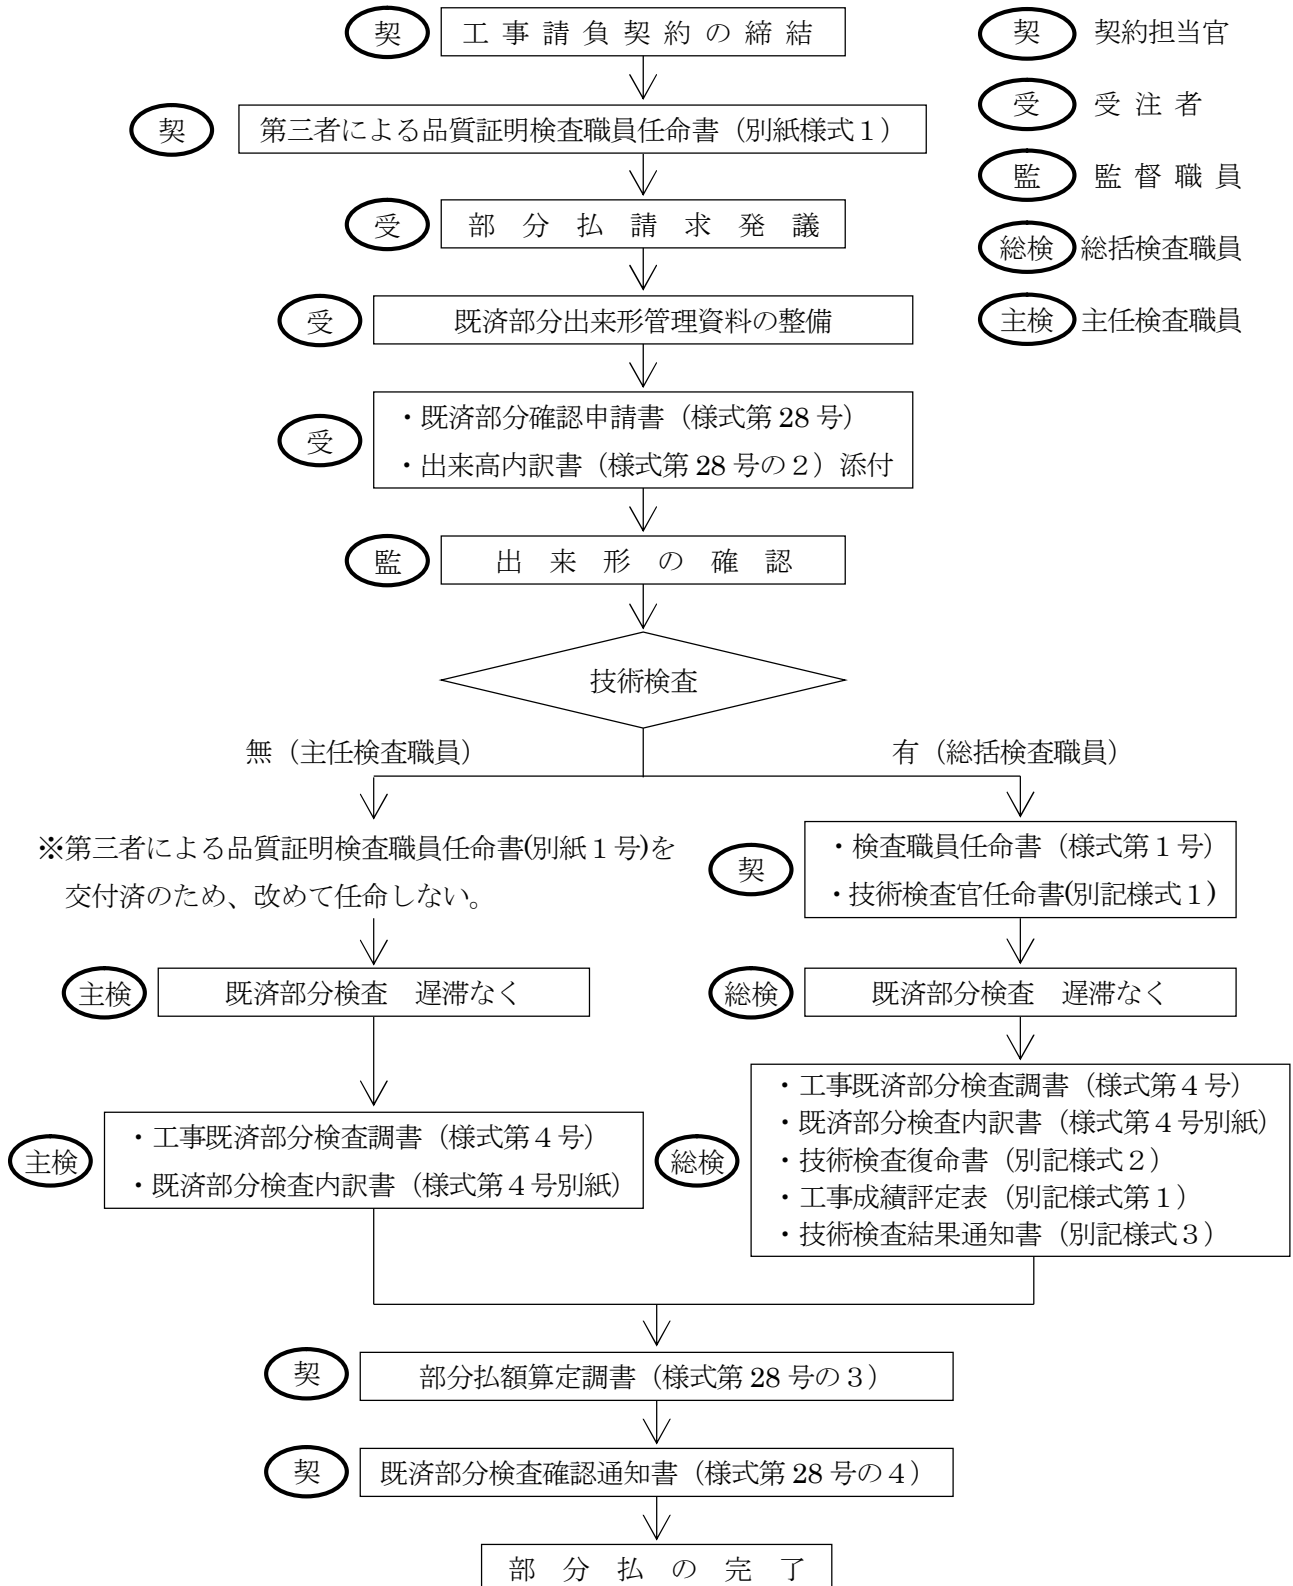 契 工事請負契約の締結
契 契約担当官
契 第三者による品質証明検査職員任命書（別紙様式１）
受 受注者
監 監督職員
受 部分払請求発議
総検 総括検査職員
受 既済部分出来形管理資料の整備
主検 主任検査職員
受
・既済部分確認申請書（様式第 28 号）
・出来高内訳書（様式第 28 号の２）添付
監 出来形の確認
技術検査
無（主任検査職員）
有（総括検査職員）
※第三者による品質証明検査職員任命書(別紙１号)を
交付済のため、改めて任命しない。
契
・検査職員任命書（様式第１号）
・技術検査官任命書(別記様式１)
主検 既済部分検査　遅滞なく
総検 既済部分検査　遅滞なく
主検
・工事既済部分検査調書（様式第４号）
・既済部分検査内訳書（様式第４号別紙）
総検
・工事既済部分検査調書（様式第４号）
・既済部分検査内訳書（様式第４号別紙）
・技術検査復命書（別記様式２）
・工事成績評定表（別記様式第１）
・技術検査結果通知書（別記様式３）
契 部分払額算定調書（様式第 28 号の３）
契 既済部分検査確認通知書（様式第 28 号の４）
部分払の完了